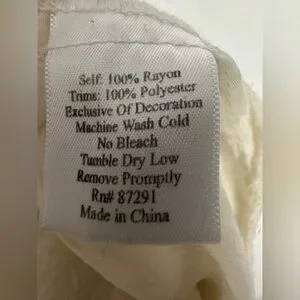 Self: 100% Rayon
Trims: 100% Polyester
Exclusive Of Decoration
Machine Wash Cold
No Bleach
Tumble Dry Low
Remove Promptly
Rn# 87291
Made in China